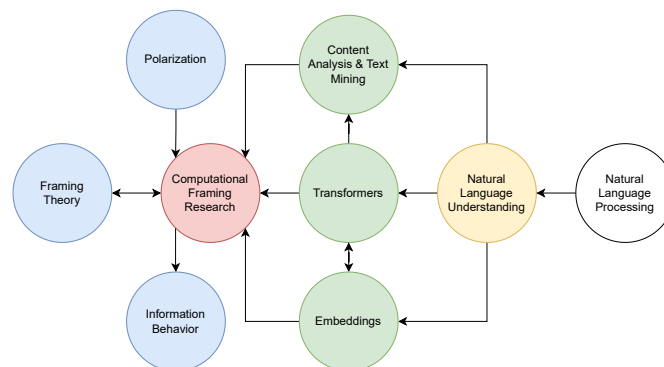 Polarization
Content
Analysis & Text
Mining
Framing
Theory
Computational
Framing
Research
Transformers
Natural
Language
Understanding
Natural
Language
Processing
Information
Behavior
Embeddings